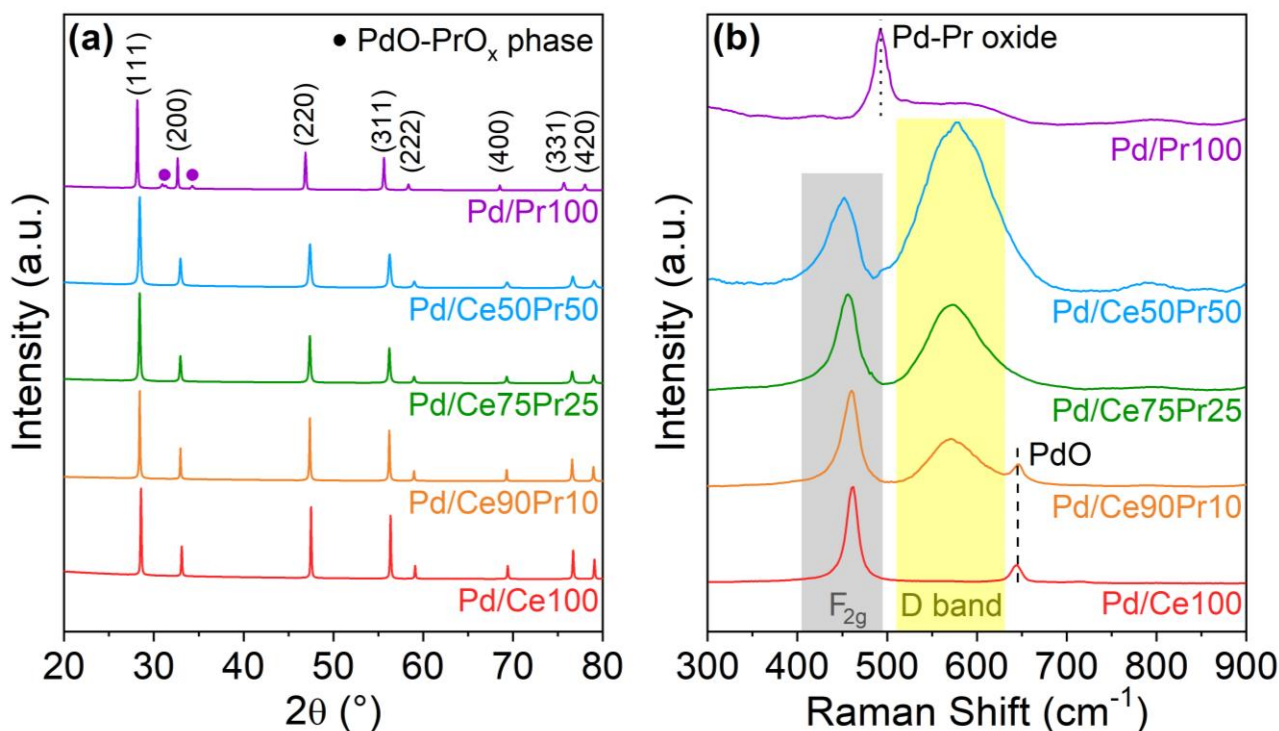 (a)
● PdO-PrOₓ phase
(111)
(200)
(220)
(311)
(222)
(400)
(331)
(420)
Pd/Pr100
Pd/Ce50Pr50
Pd/Ce75Pr25
Pd/Ce90Pr10
Pd/Ce100
Intensity (a.u.)
20 30 40 50 60 70 80
2θ (°)
(b)
Pd-Pr oxide
Pd/Pr100
Pd/Ce50Pr50
Pd/Ce75Pr25
PdO
Pd/Ce90Pr10
Pd/Ce100
F₂g
D band
Intensity (a.u.)
300 400 500 600 700 800 900
Raman Shift (cm⁻¹)